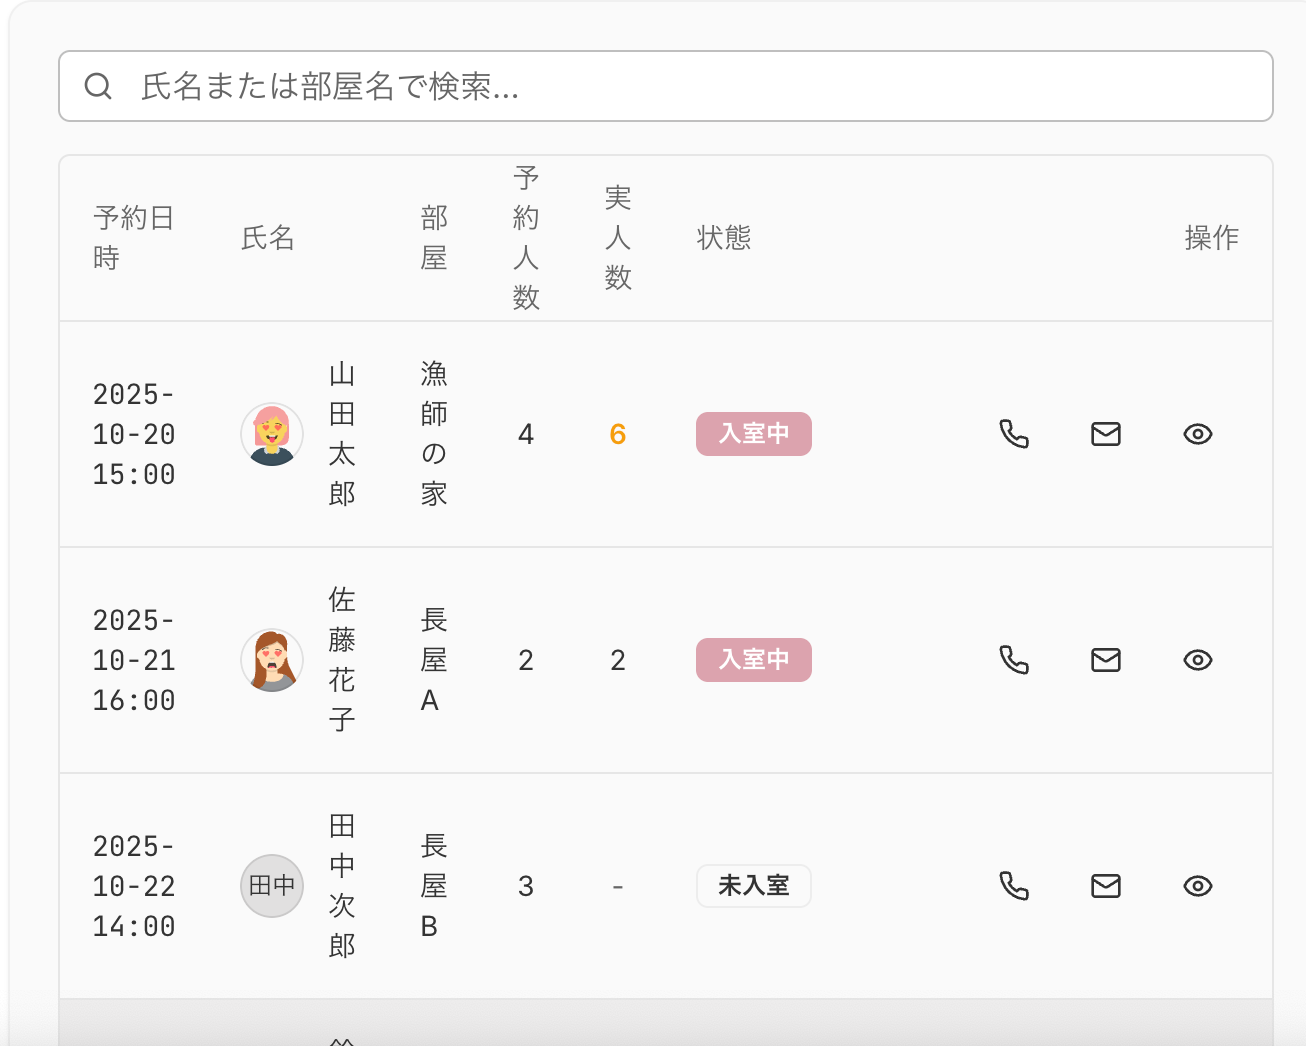 氏名または部屋名で検索...
予約日
時
氏名
部
屋
予
約
人
数
実
人
数
状態
操作
2025-
10-20
15:00
山
田
太
郎
漁
師
の
家
4
6
入室中
2025-
10-21
16:00
佐
藤
花
子
長
屋
A
2
2
入室中
2025-
10-22
14:00
田中
田
中
次
郎
長
屋
B
3
-
未入室